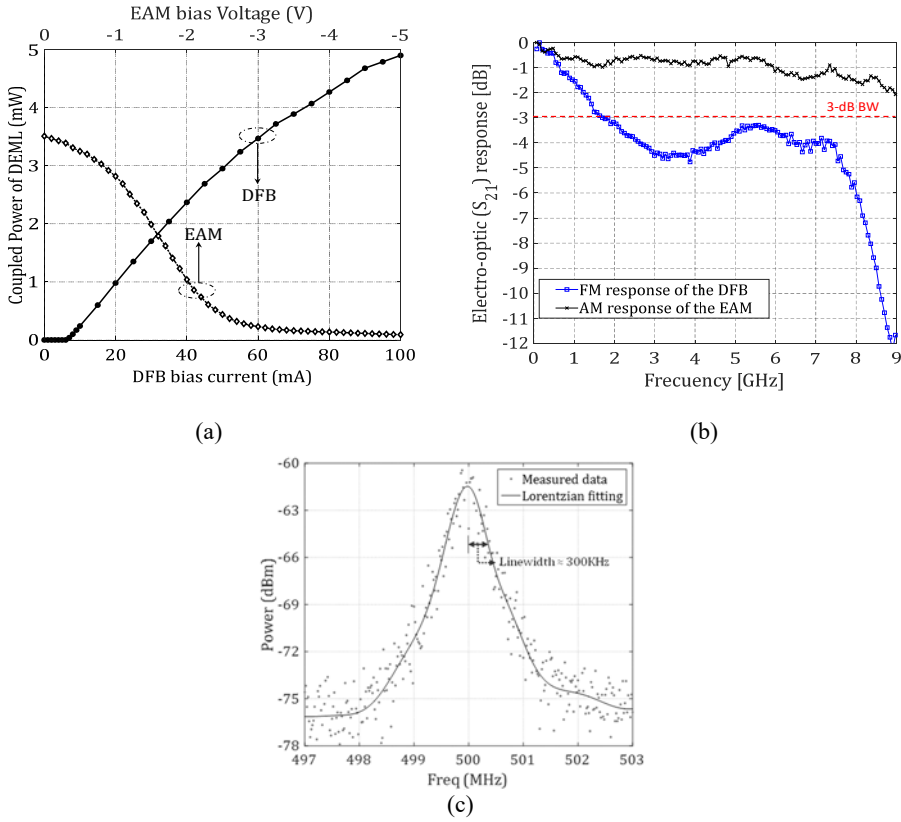 EAM bias Voltage (V)
0 -1 -2 -3 -4 -5
5
4
3
2
1
0
Coupled Power of DEML (mW)
DFB
EAM
0 20 40 60 80 100
DFB bias current (mA)
(a)
0
-1
-2
-3
-4
-5
-6
-7
-8
-9
-10
-11
-12
Electro-optic (S21) response [dB]
3-dB BW
FM response of the DFB
AM response of the EAM
0 1 2 3 4 5 6 7 8 9
Frecuency [GHz]
(b)
-60
-63
-66
-69
-72
-75
-78
Power (dBm)
Measured data
Lorentzian fitting
Linewidth ≈ 300KHz
497 498 499 500 501 502 503
Freq (MHz)
(c)